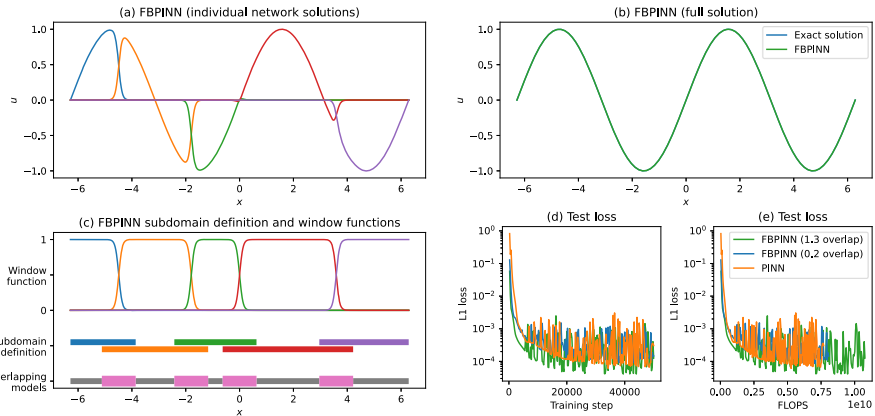 (a) FBPINN (individual network solutions)
1.0
0.5
0.0
−0.5
−1.0
u
−6 −4 −2 0 2 4 6
x
(b) FBPINN (full solution)
Exact solution
FBPINN
1.0
0.5
0.0
−0.5
−1.0
u
−6 −4 −2 0 2 4 6
x
(c) FBPINN subdomain definition and window functions
1
Window
function
0
ubdomain
definition
erlapping
models
−6 −4 −2 0 2 4 6
x
(d) Test loss
10⁰
10⁻¹
10⁻²
10⁻³
10⁻⁴
L1 loss
0 20000 40000
Training step
(e) Test loss
FBPINN (1.3 overlap)
FBPINN (0.2 overlap)
PINN
10⁰
10⁻¹
10⁻²
10⁻³
10⁻⁴
L1 loss
0.00 0.25 0.50 0.75 1.00
FLOPS
1e10